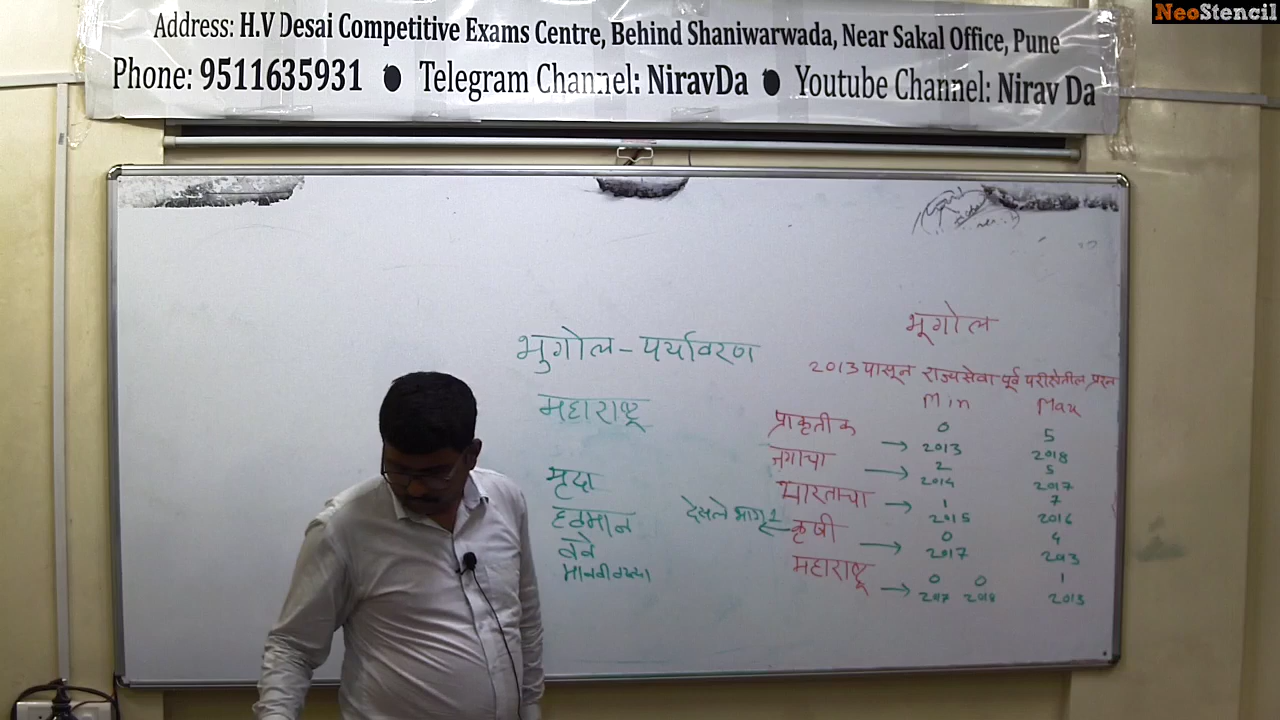 NeoStencil
Address: H.V Desai Competitive Exams Centre, Behind Shaniwarwada, Near Sakal Office, Pune
Phone: 9511635931 ● Telegram Channel: NiravDa ● Youtube Channel: Nirav Da
भुगोल - पर्यावरण
महाराष्ट्र
मृदा
हवामान
देखले भाग
भूगोल
2013 पासून राज्यसेवा पूर्व परीक्षेतील प्रश्न
Min Max
प्राकृतीक → 0 5
2013 2018
जगाचा → 2 5
2014 2017
भारताचा → 1 7
2015 2016
कृषी → 0 4
2017 2013
महाराष्ट्र → 0 0 1
2017 2018 2013